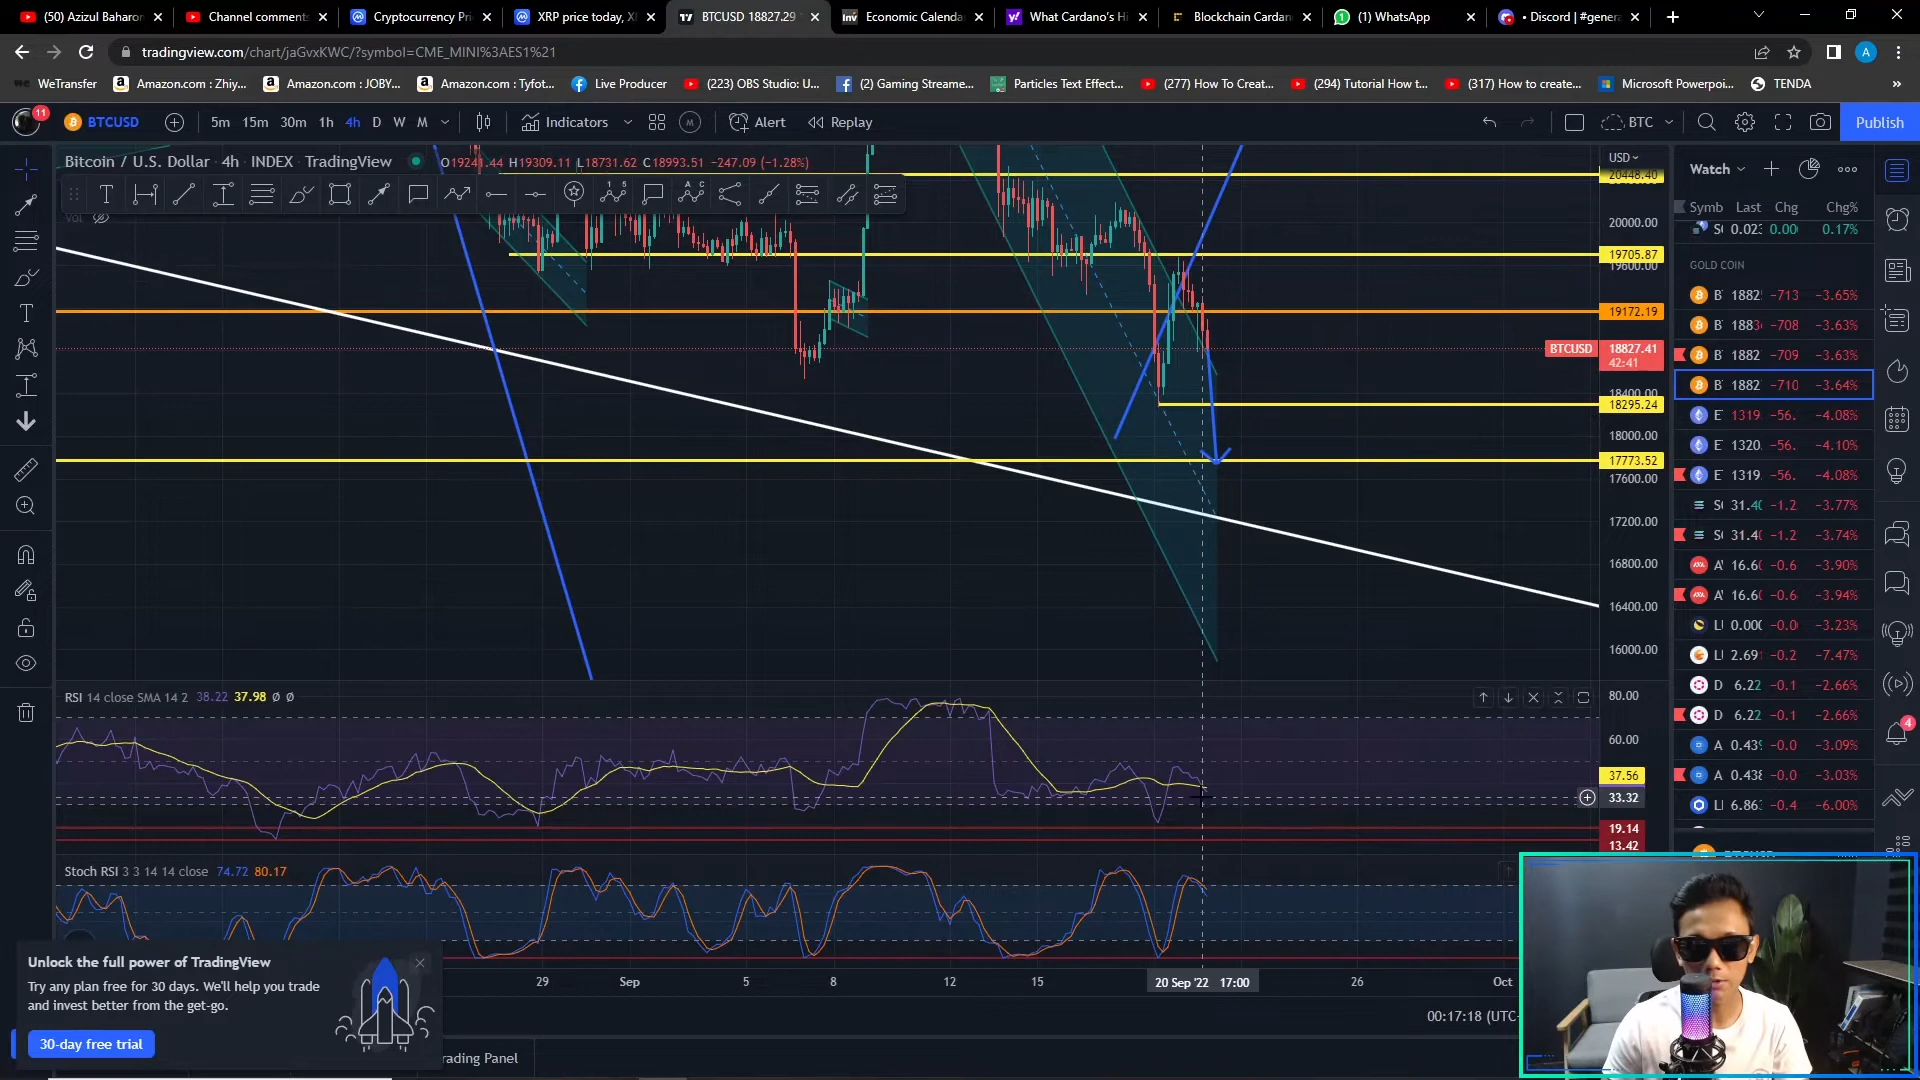 (50) Azizul Baharon
Channel comments
Cryptocurrency Pri
XRP price today, X
BTCUSD 18827.29
Economic Calenda
What Cardano's Hi
Blockchain Cardan
(1) WhatsApp
• Discord | #genera
tradingview.com/chart/jaGvxKWC/?symbol=CME_MINI%3AES1%21
A
WeTransfer
Amazon.com : Zhiy...
Amazon.com: JOBY...
Amazon.com : Tyfot...
Live Producer
(223) OBS Studio: U...
(2) Gaming Streame...
Particles Text Effect...
(277) How To Creat...
(294) Tutorial How t...
(317) How to create...
Microsoft Powerpoi...
TENDA
»
11
BTCUSD
5m 15m 30m 1h 4h D W M
Indicators
Alert
Replay
BTC
Publish
Bitcoin / U.S. Dollar · 4h · INDEX · TradingView
O19241.44 H19309.11 L18731.62 C18993.51 −247.09 (−1.28%)
Vol
USD
20448.40
20000.00
19705.87
19600.00
19172.19
BTCUSD 18827.41
42:41
18400.00
18295.24
18000.00
17773.52
17600.00
17200.00
16800.00
16400.00
16000.00
Watch
Symb Last Chg Chg%
0.023 0.00 0.17%
GOLD COIN
B 1882 −713 −3.65%
B 1883 −708 −3.63%
B 1882 −709 −3.63%
B 1882 −710 −3.64%
E 1319 −56. −4.08%
E 1320 −56. −4.10%
E 1319. −56. −4.08%
S 31.40 −1.2 −3.77%
S 31.40 −1.2 −3.74%
A 16.60 −0.6 −3.90%
A 16.60 −0.6 −3.94%
L 0.000 −0.0 −3.23%
L 2.69 −0.2 −7.47%
D 6.22 −0.1 −2.66%
D 6.22 −0.1 −2.66%
A 0.439 −0.0 −3.09%
A 0.438 −0.0 −3.03%
LI 6.863 −0.4 −6.00%
4
RSI 14 close SMA 14 2 38.22 37.98 Ø Ø
80.00
60.00
37.56
33.32
19.14
13.42
Stoch RSI 3 3 14 14 close 74.72 80.17
29 Sep 5 8 12 15 20 Sep '22 17:00 26 Oct
00:17:18 (UTC
Unlock the full power of TradingView
Try any plan free for 30 days. We'll help you trade
and invest better from the get-go.
30-day free trial
rading Panel